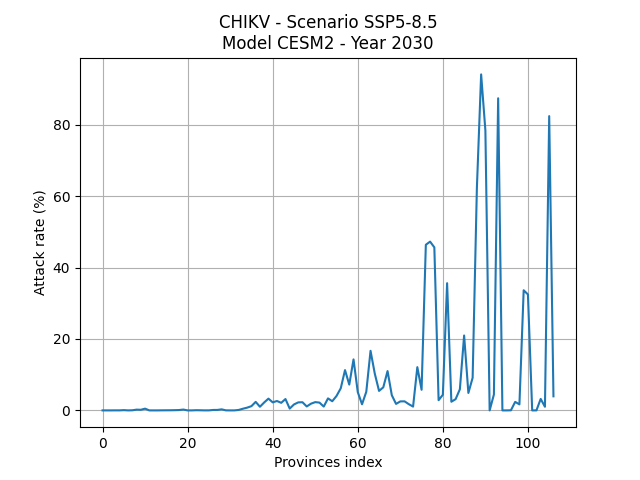 CHIKV - Scenario SSP5-8.5
Model CESM2 - Year 2030
Attack rate (%)
80
60
40
20
0
0 20 40 60 80 100
Provinces index